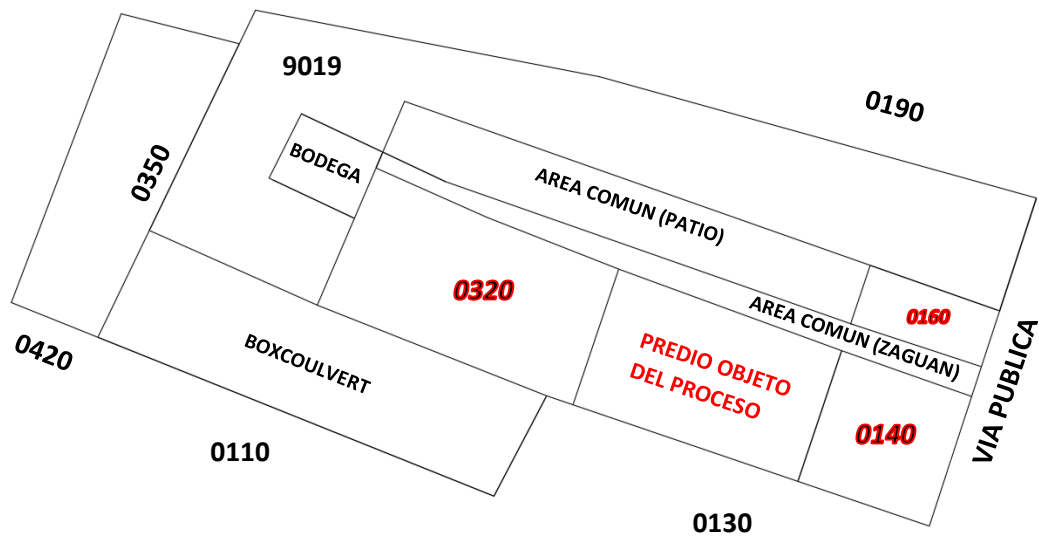 9019
0190
BODEGA
0350
AREA COMUN (PATIO)
0320
AREA COMUN (ZAGUAN)
0160
PREDIO OBJETO
DEL PROCESO
VIA PUBLICA
0420
BOXCOULVERT
0140
0110
0130